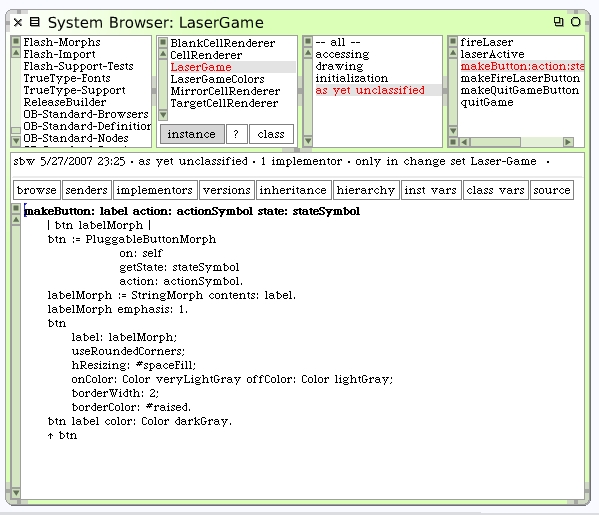 System Browser: LaserGame
Flash-Morphs
Flash-Import
Flash-Support-Tests
TrueType-Fonts
TrueType-Support
ReleaseBuilder
OB-Standard-Browsers
OB-Standard-Definition
OB-Standard-Nodes
BlankCellRenderer
CellRenderer
LaserGame
LaserGameColors
MirrorCellRenderer
TargetCellRenderer
instance ? class
-- all --
accessing
drawing
initialization
as yet unclassified
fireLaser
laserActive
makeButton:action:sta
makeFireLaserButton
makeQuitGameButton
quitGame
sbw 5/27/2007 23:25 · as yet unclassified · 1 implementor · only in change set Laser-Game ·
browse senders implementors versions inheritance hierarchy inst vars class vars source
makeButton: label action: actionSymbol state: stateSymbol
| btn labelMorph |
btn := PluggableButtonMorph
on: self
getState: stateSymbol
action: actionSymbol.
labelMorph := StringMorph contents: label.
labelMorph emphasis: 1.
btn
label: labelMorph;
useRoundedCorners;
hResizing: #spaceFill;
onColor: Color veryLightGray offColor: Color lightGray;
borderWidth: 2;
borderColor: #raised.
btn label color: Color darkGray.
↑ btn